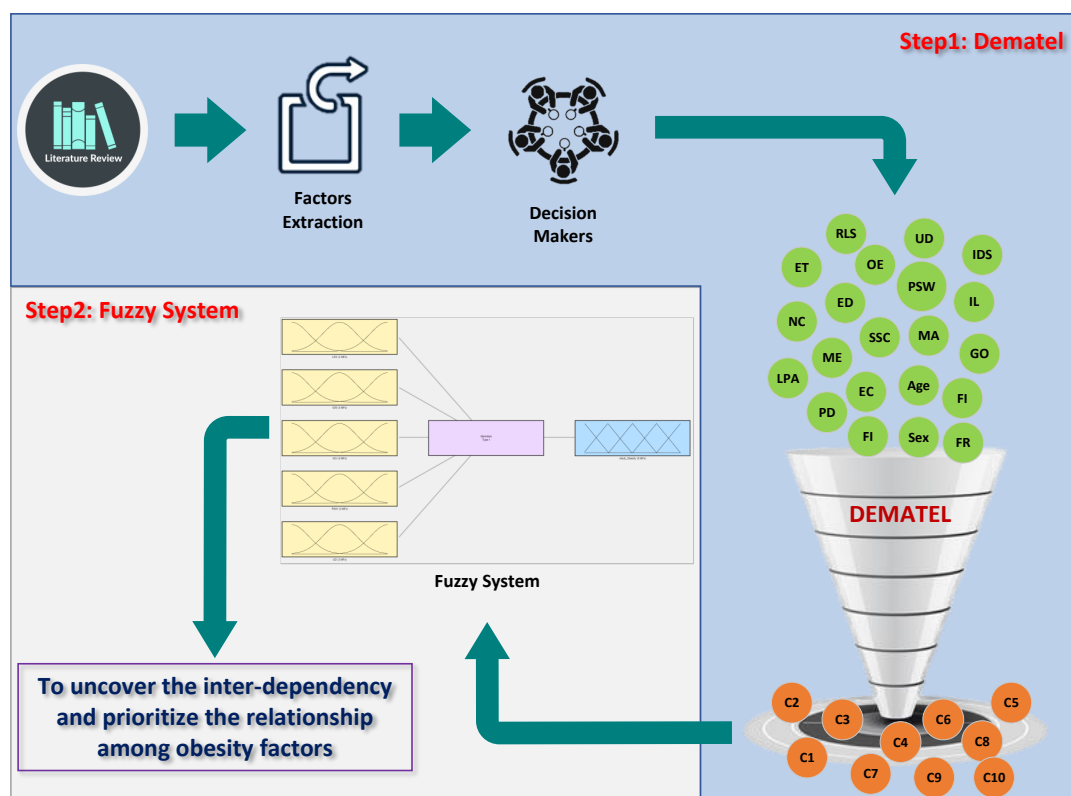 Step1: Dematel
Literature Review
Factors
Extraction
Decision
Makers
RLS
UD
IDS
ET
OE
PSW
IL
ED
NC
SSC
MA
ME
GO
LPA
EC
Age
FI
PD
FI
Sex
FR
DEMATEL
C2
C3
C6
C5
C1
C4
C8
C7
C9
C10
Step2: Fuzzy System
Fuzzy System
To uncover the inter-dependency
and prioritize the relationship
among obesity factors